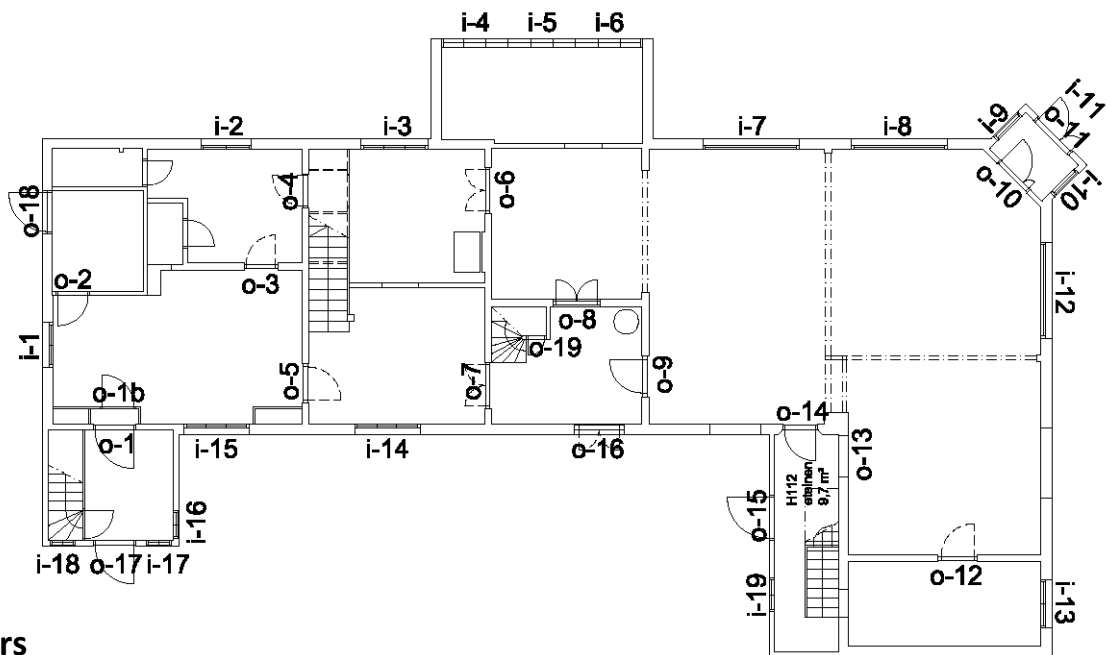 i-4 i-5 i-6
i-2 i-3 i-7 i-8 i-9 o-11 i-11
o-10 i-10
o-18 o-4 o-6
o-2 o-3 o-8 i-12
i-1 o-19
o-1b o-5 o-7 o-9
o-1 i-15 i-14 o-16 o-14 o-13
i-16 H112
eteinen
9,7 m²
o-15
i-18 o-17 i-17 i-19 o-12 i-13
rs